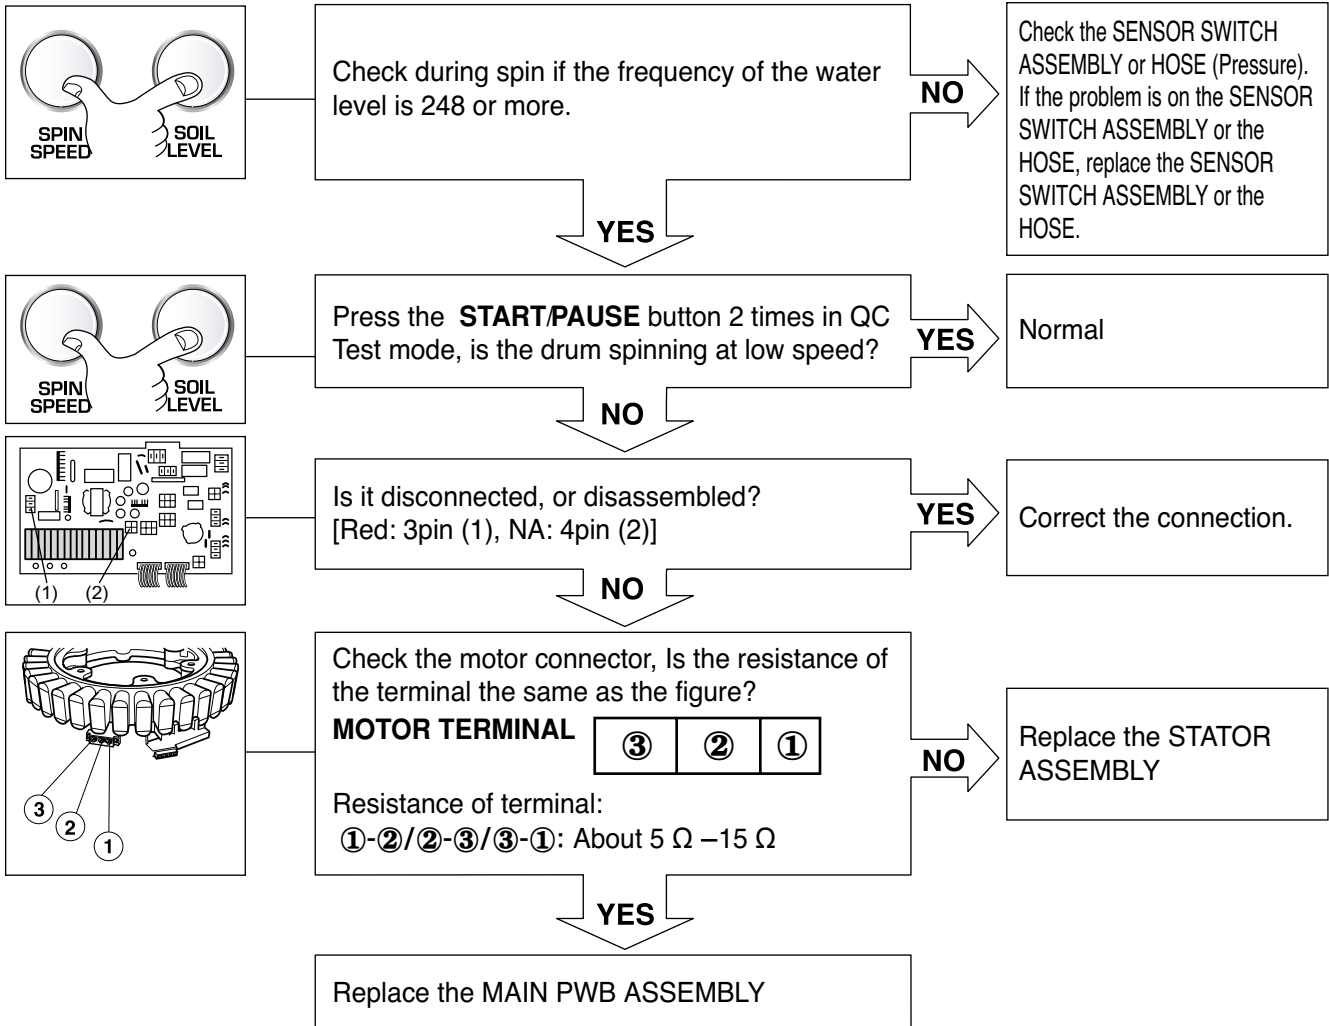 SPIN
SPEED
SOIL
LEVEL
Check during spin if the frequency of the water
level is 248 or more.
NO
Check the SENSOR SWITCH
ASSEMBLY or HOSE (Pressure).
If the problem is on the SENSOR
SWITCH ASSEMBLY or the
HOSE, replace the SENSOR
SWITCH ASSEMBLY or the
HOSE.
YES
SPIN
SPEED
SOIL
LEVEL
Press the START/PAUSE button 2 times in QC
Test mode, is the drum spinning at low speed?
YES
Normal
NO
(1) (2)
Is it disconnected, or disassembled?
[Red: 3pin (1), NA: 4pin (2)]
YES
Correct the connection.
NO
3
2
1
Check the motor connector, Is the resistance of
the terminal the same as the figure?
MOTOR TERMINAL ③ ② ①
Resistance of terminal:
①-②/②-③/③-①: About 5 Ω –15 Ω
NO
Replace the STATOR
ASSEMBLY
YES
Replace the MAIN PWB ASSEMBLY